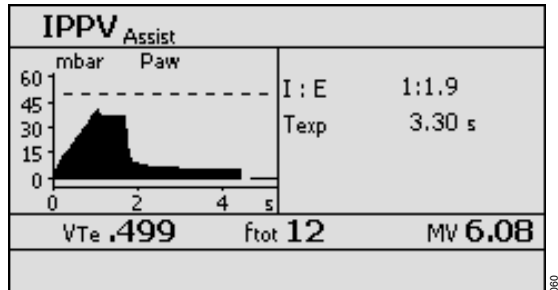 IPPV Assist
mbar Paw
60
45
30
15
0
0 2 4 s
I : E 1:1.9
Texp 3.30 s
VTe .499 ftot 12 MV 6.08